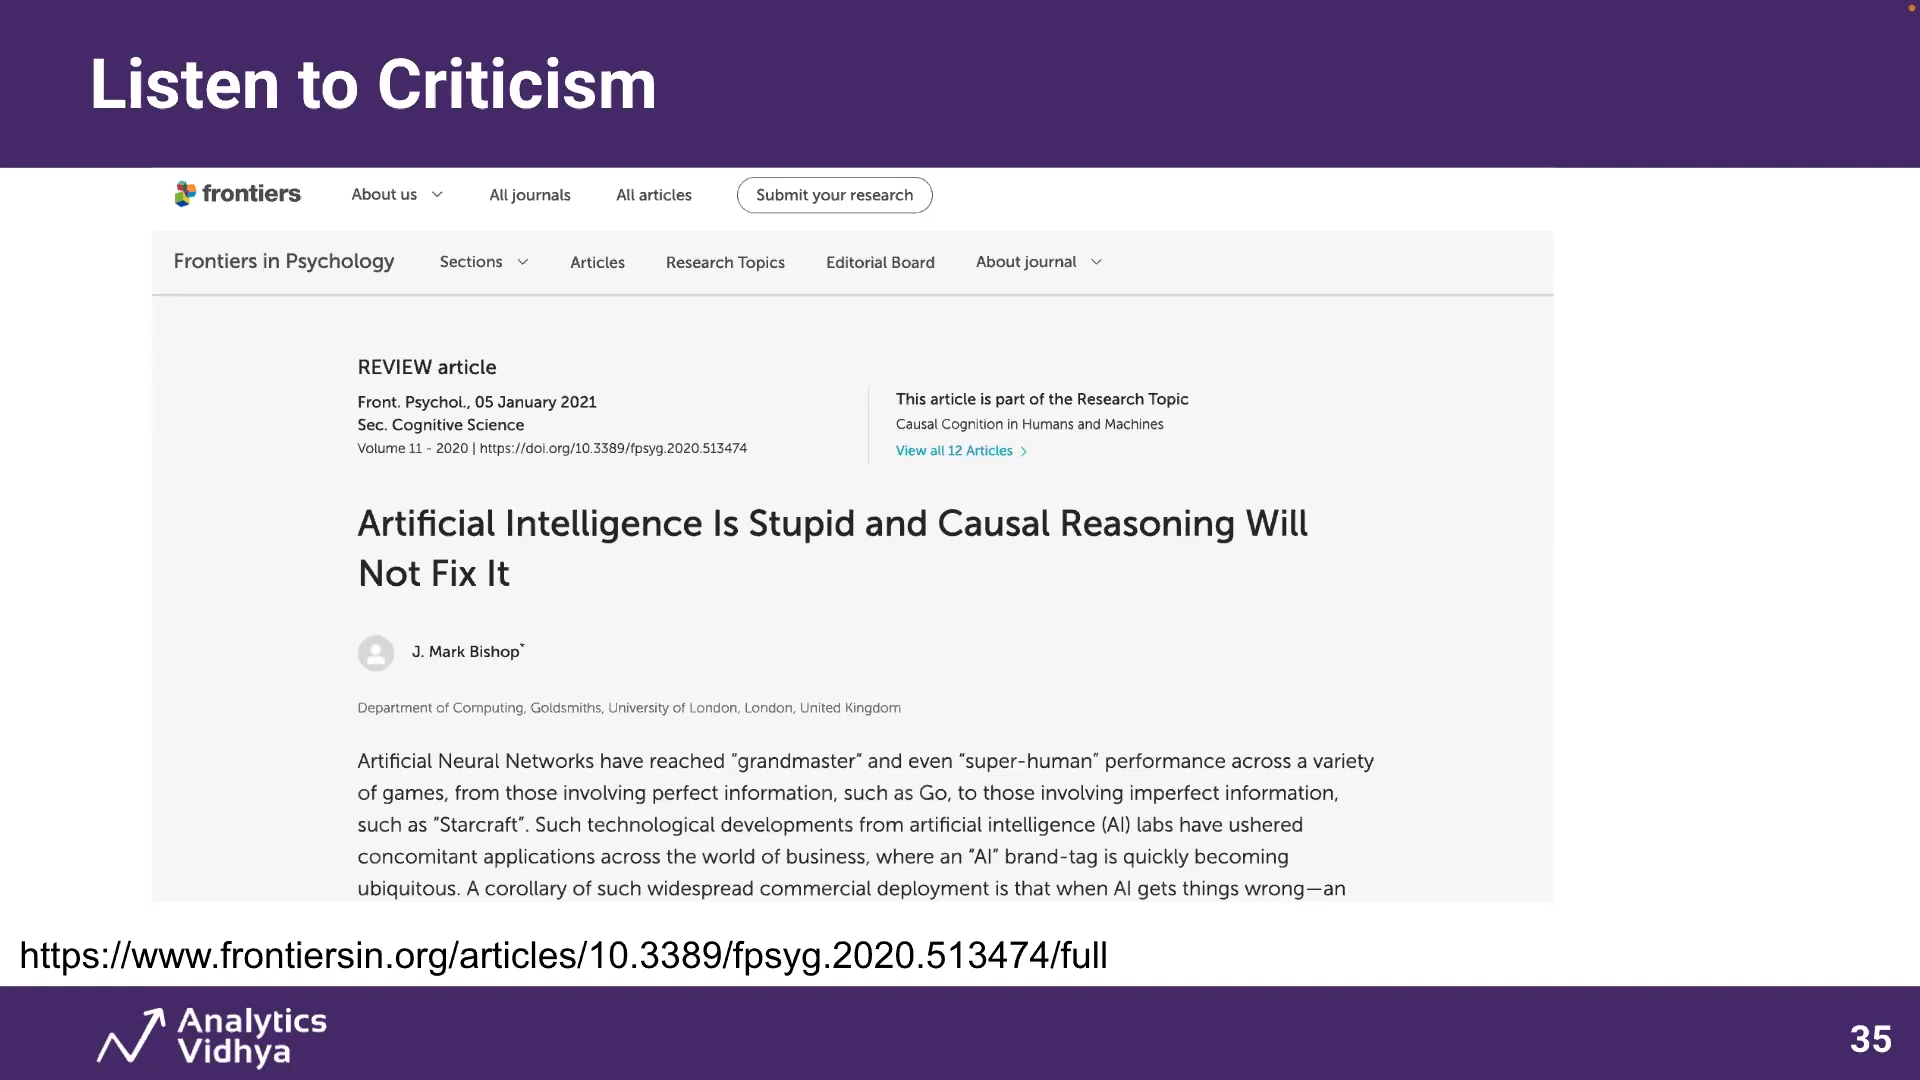 Listen to Criticism
frontiers About us All journals All articles Submit your research
Frontiers in Psychology Sections Articles Research Topics Editorial Board About journal
REVIEW article
Front. Psychol., 05 January 2021
Sec. Cognitive Science
Volume 11 - 2020 | https://doi.org/10.3389/fpsyg.2020.513474
This article is part of the Research Topic
Causal Cognition in Humans and Machines
View all 12 Articles >
Artificial Intelligence Is Stupid and Causal Reasoning Will
Not Fix It
J. Mark Bishop*
Department of Computing, Goldsmiths, University of London, London, United Kingdom
Artificial Neural Networks have reached “grandmaster” and even “super-human” performance across a variety
of games, from those involving perfect information, such as Go, to those involving imperfect information,
such as “Starcraft”. Such technological developments from artificial intelligence (AI) labs have ushered
concomitant applications across the world of business, where an “AI” brand-tag is quickly becoming
ubiquitous. A corollary of such widespread commercial deployment is that when AI gets things wrong—an
https://www.frontiersin.org/articles/10.3389/fpsyg.2020.513474/full
Analytics
Vidhya
35